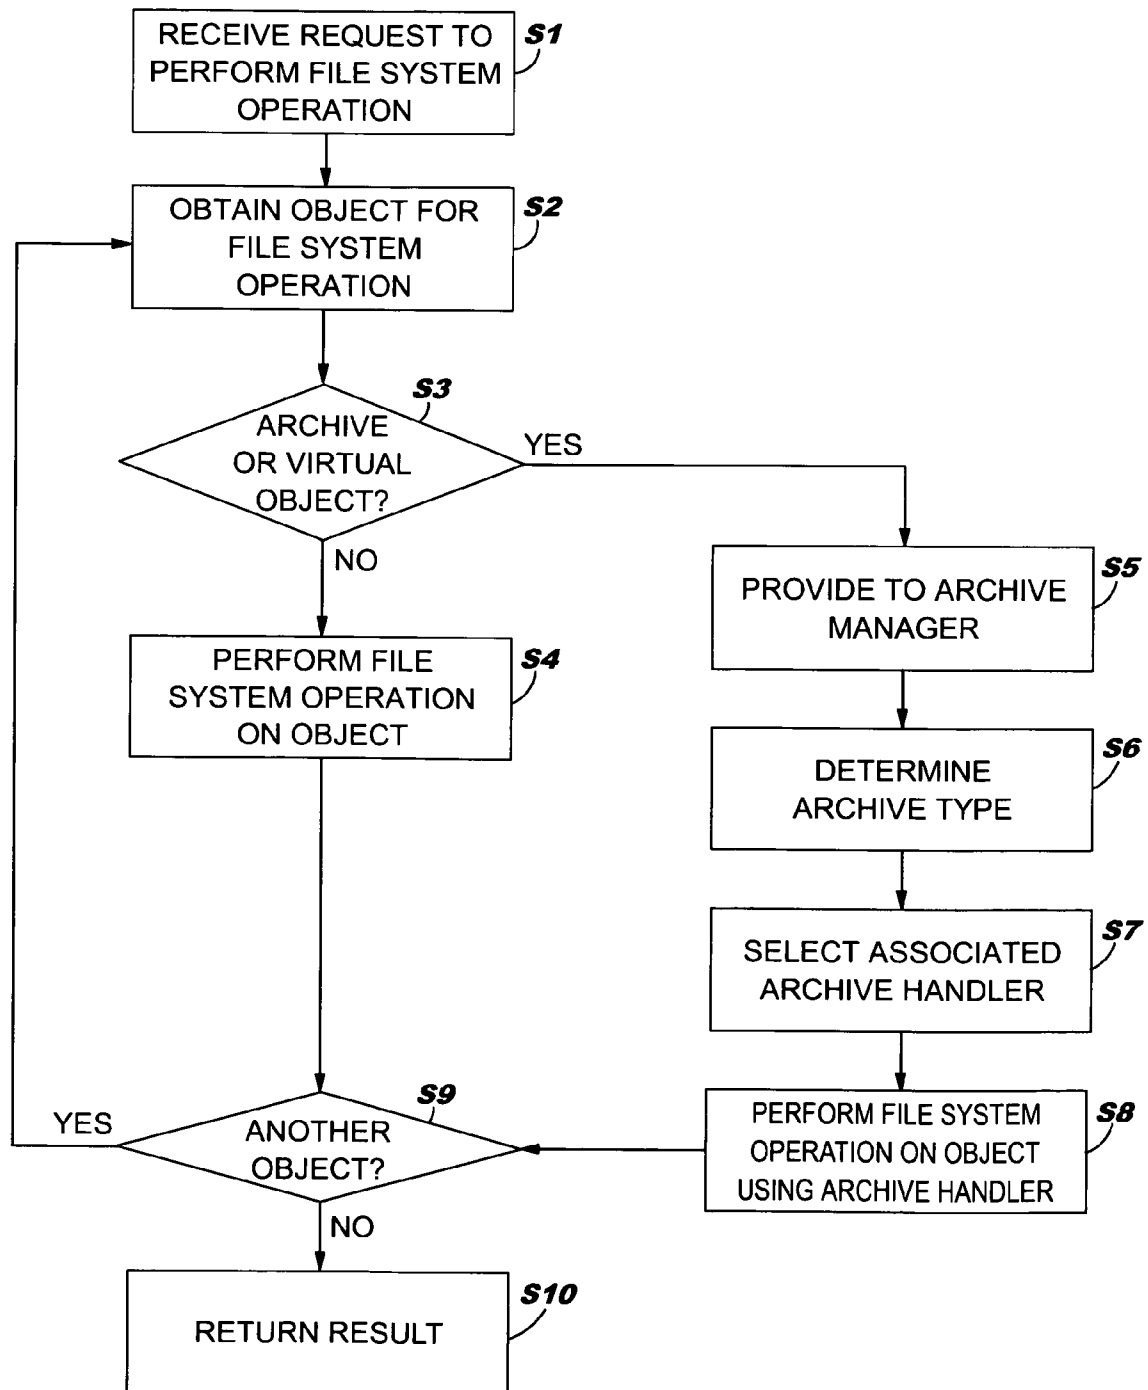 RECEIVE REQUEST TO
PERFORM FILE SYSTEM
OPERATION
S1
OBTAIN OBJECT FOR
FILE SYSTEM
OPERATION
S2
ARCHIVE
OR VIRTUAL
OBJECT?
S3
YES
NO
PERFORM FILE
SYSTEM OPERATION
ON OBJECT
S4
PROVIDE TO ARCHIVE
MANAGER
S5
DETERMINE
ARCHIVE TYPE
S6
SELECT ASSOCIATED
ARCHIVE HANDLER
S7
PERFORM FILE SYSTEM
OPERATION ON OBJECT
USING ARCHIVE HANDLER
S8
ANOTHER
OBJECT?
S9
YES
NO
RETURN RESULT
S10